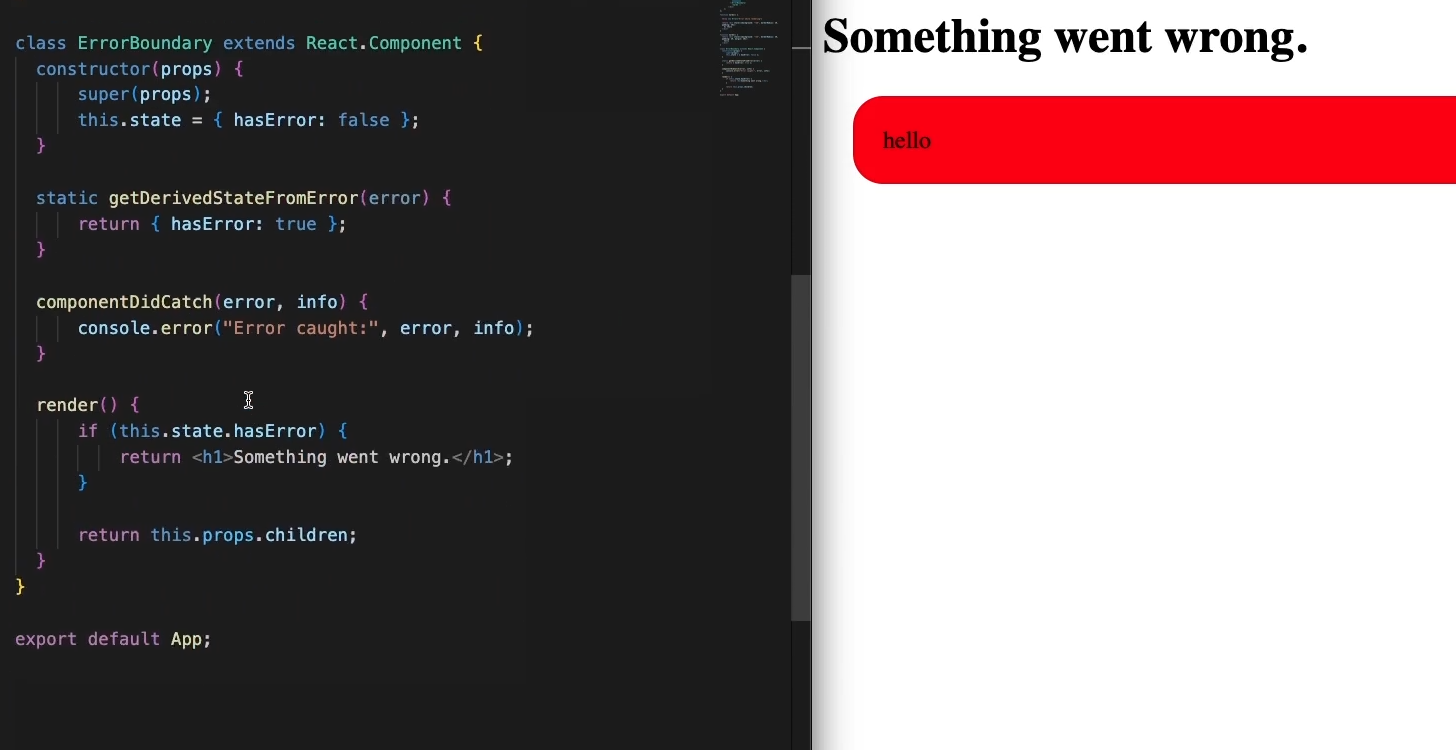 class ErrorBoundary extends React.Component {
constructor(props) {
super(props);
this.state = { hasError: false };
}
static getDerivedStateFromError(error) {
return { hasError: true };
}
componentDidCatch(error, info) {
console.error("Error caught:", error, info);
}
render() {
if (this.state.hasError) {
return <h1>Something went wrong.</h1>;
}
return this.props.children;
}
}
export default App;
Something went wrong.
hello